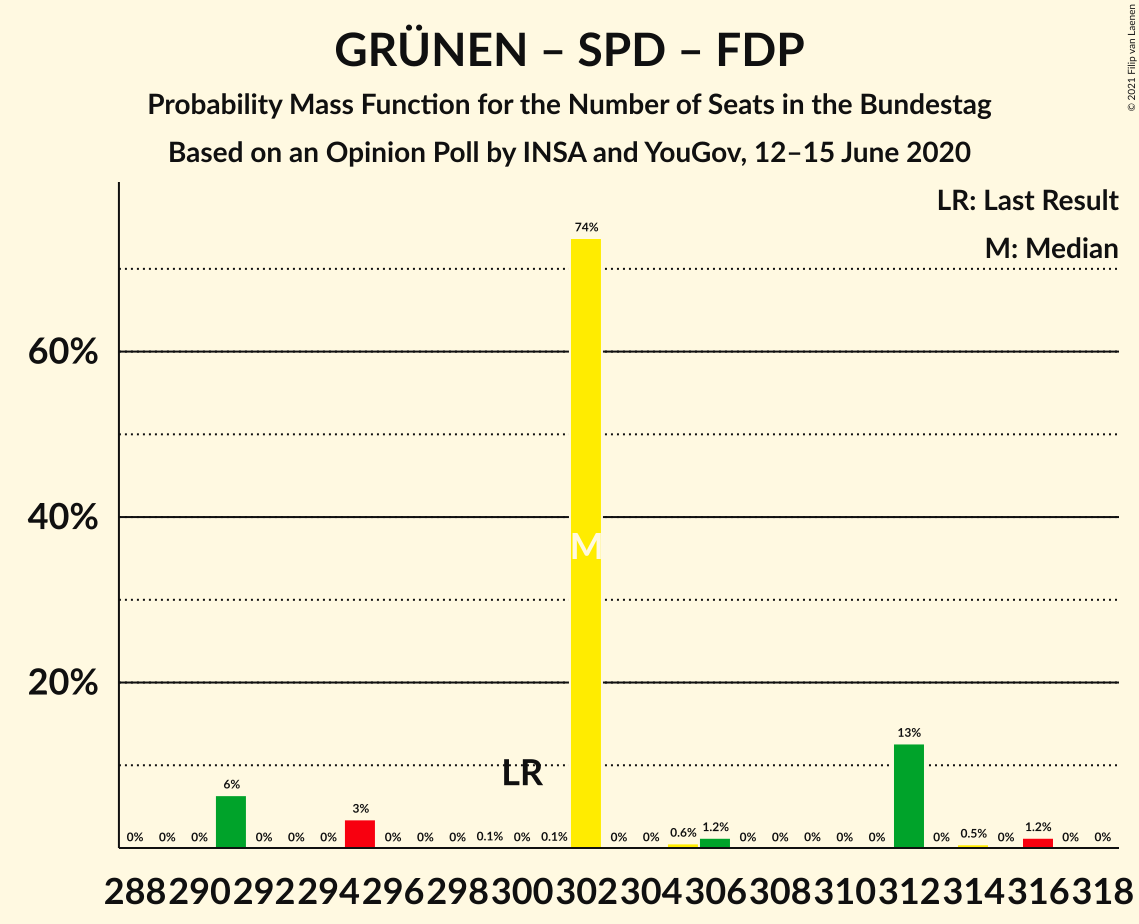 GRÜNEN – SPD – FDP
Probability Mass Function for the Number of Seats in the Bundestag
Based on an Opinion Poll by INSA and YouGov, 12–15 June 2020
© 2021 Filip van Laenen
LR: Last Result
M: Median
60%
40%
20%
0% 0% 0% 6% 0% 0% 0% 3% 0% 0% 0% 0.1% 0% 0.1% 74% 0% 0% 0.6% 1.2% 0% 0% 0% 0% 0% 13% 0% 0.5% 0% 1.2% 0% 0%
M
LR
288 290 292 294 296 298 300 302 304 306 308 310 312 314 316 318